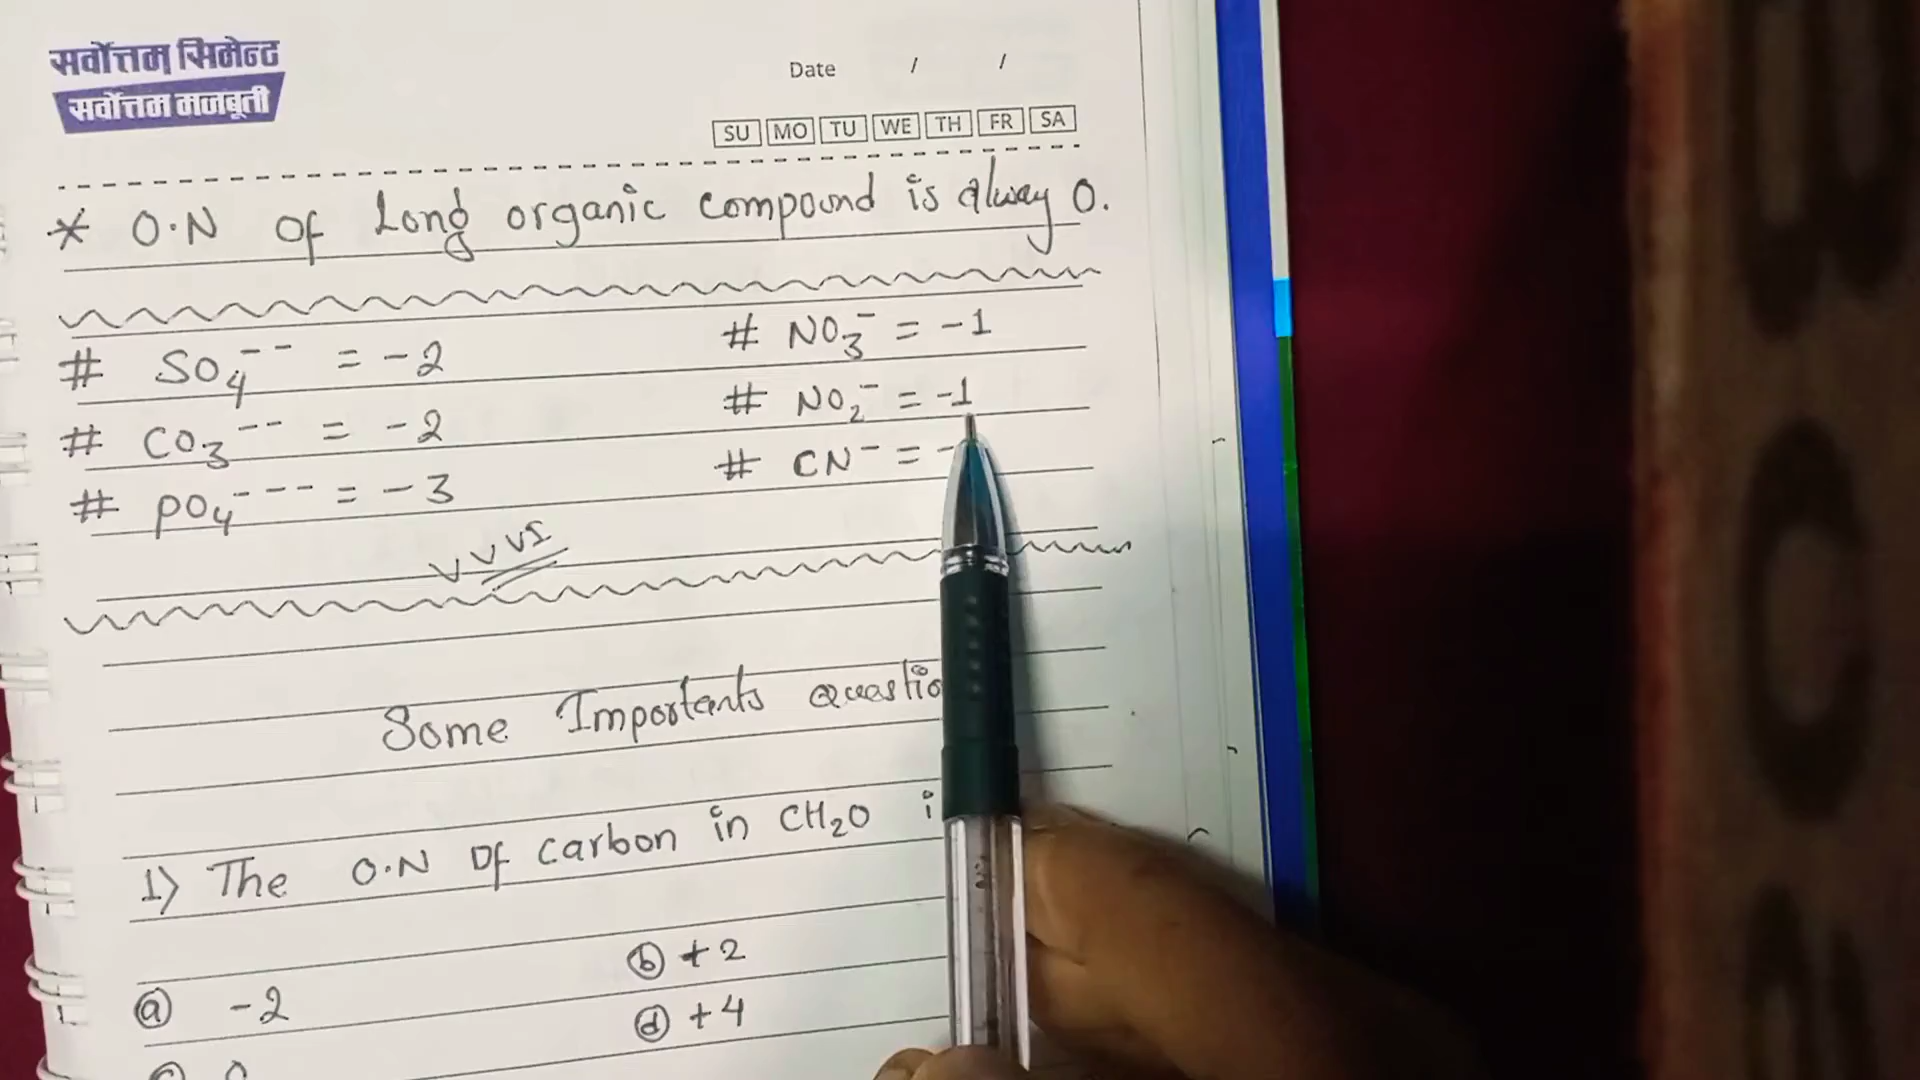 सर्वोत्तम सिमेन्ट
सर्वोत्तम मजबूती
Date / /
SU MO TU WE TH FR SA
* O.N of Long organic compound is alway 0.
# SO₄⁻⁻ = -2
# NO₃⁻ = -1
# CO₃⁻⁻ = -2
# NO₂⁻ = -1
# PO₄⁻⁻⁻ = -3
# CN⁻ = -
VVVI
Some Importants
1) The O.N Of carbon in CH₂O
ⓑ +2
ⓐ -2
ⓓ +4